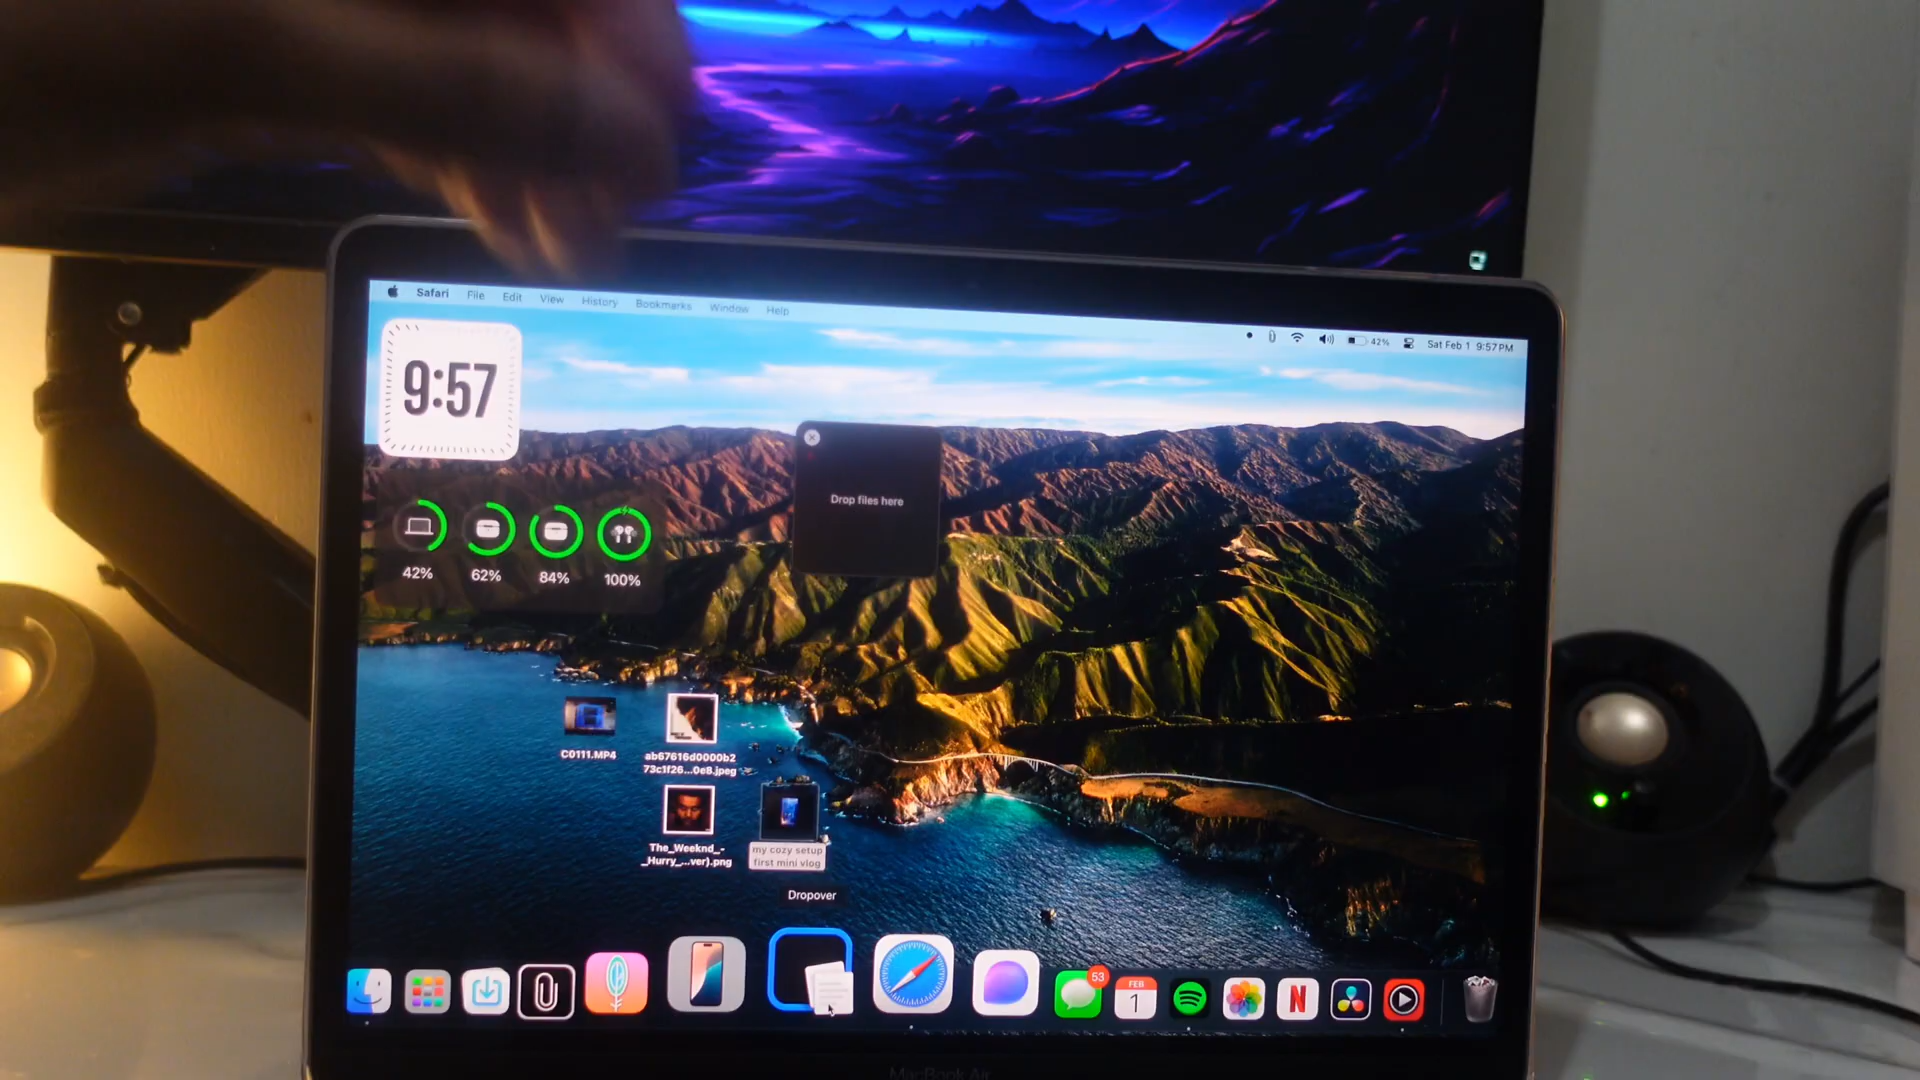 Safari File Edit View History Bookmarks Window Help
42% Sat Feb 1 9:57 PM
9:57
Drop files here
42% 62% 84% 100%
C0111.MP4
ab67616d0000b2
73c1f26...0e8.jpeg
The_Weeknd_-
_Hurry_...ver).png
my cozy setup
first mini vlog
Dropover
53
FEB
1
N
MacBook Air